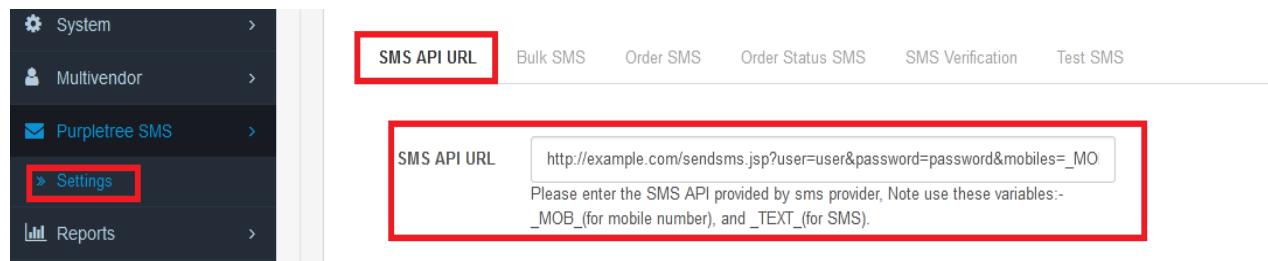 System
Multivendor
Purpletree SMS
» Settings
Reports
SMS API URL Bulk SMS Order SMS Order Status SMS SMS Verification Test SMS
SMS API URL http://example.com/sendsms.jsp?user=user&password=password&mobiles=_MO
Please enter the SMS API provided by sms provider, Note use these variables:-
_MOB_(for mobile number), and _TEXT_(for SMS).